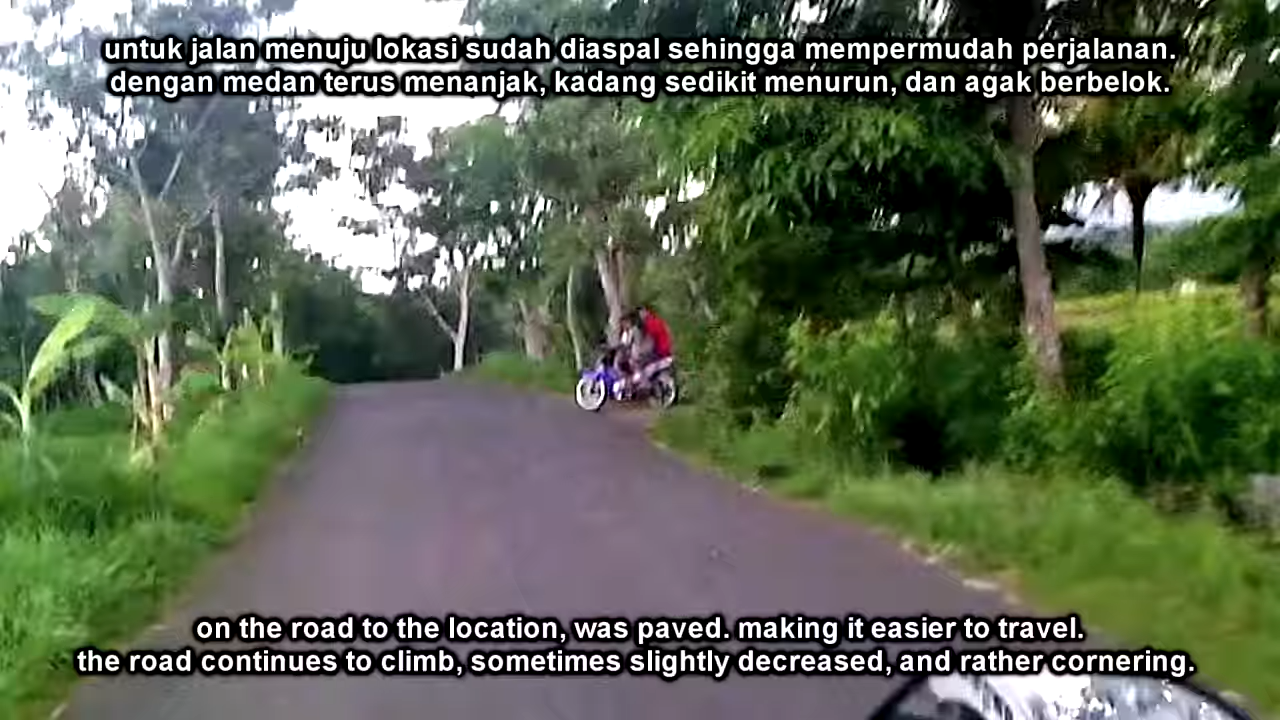 untuk jalan menuju lokasi sudah diaspal sehingga mempermudah perjalanan.
dengan medan terus menanjak, kadang sedikit menurun, dan agak berbelok.
on the road to the location, was paved. making it easier to travel.
the road continues to climb, sometimes slightly decreased, and rather cornering.